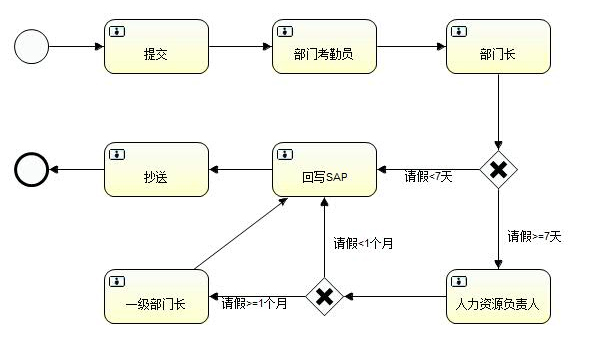 提交
部门考勤员
部门长
抄送
回写SAP
请假<7天
请假<1个月
请假>=7天
一级部门长
请假>=1个月
人力资源负责人